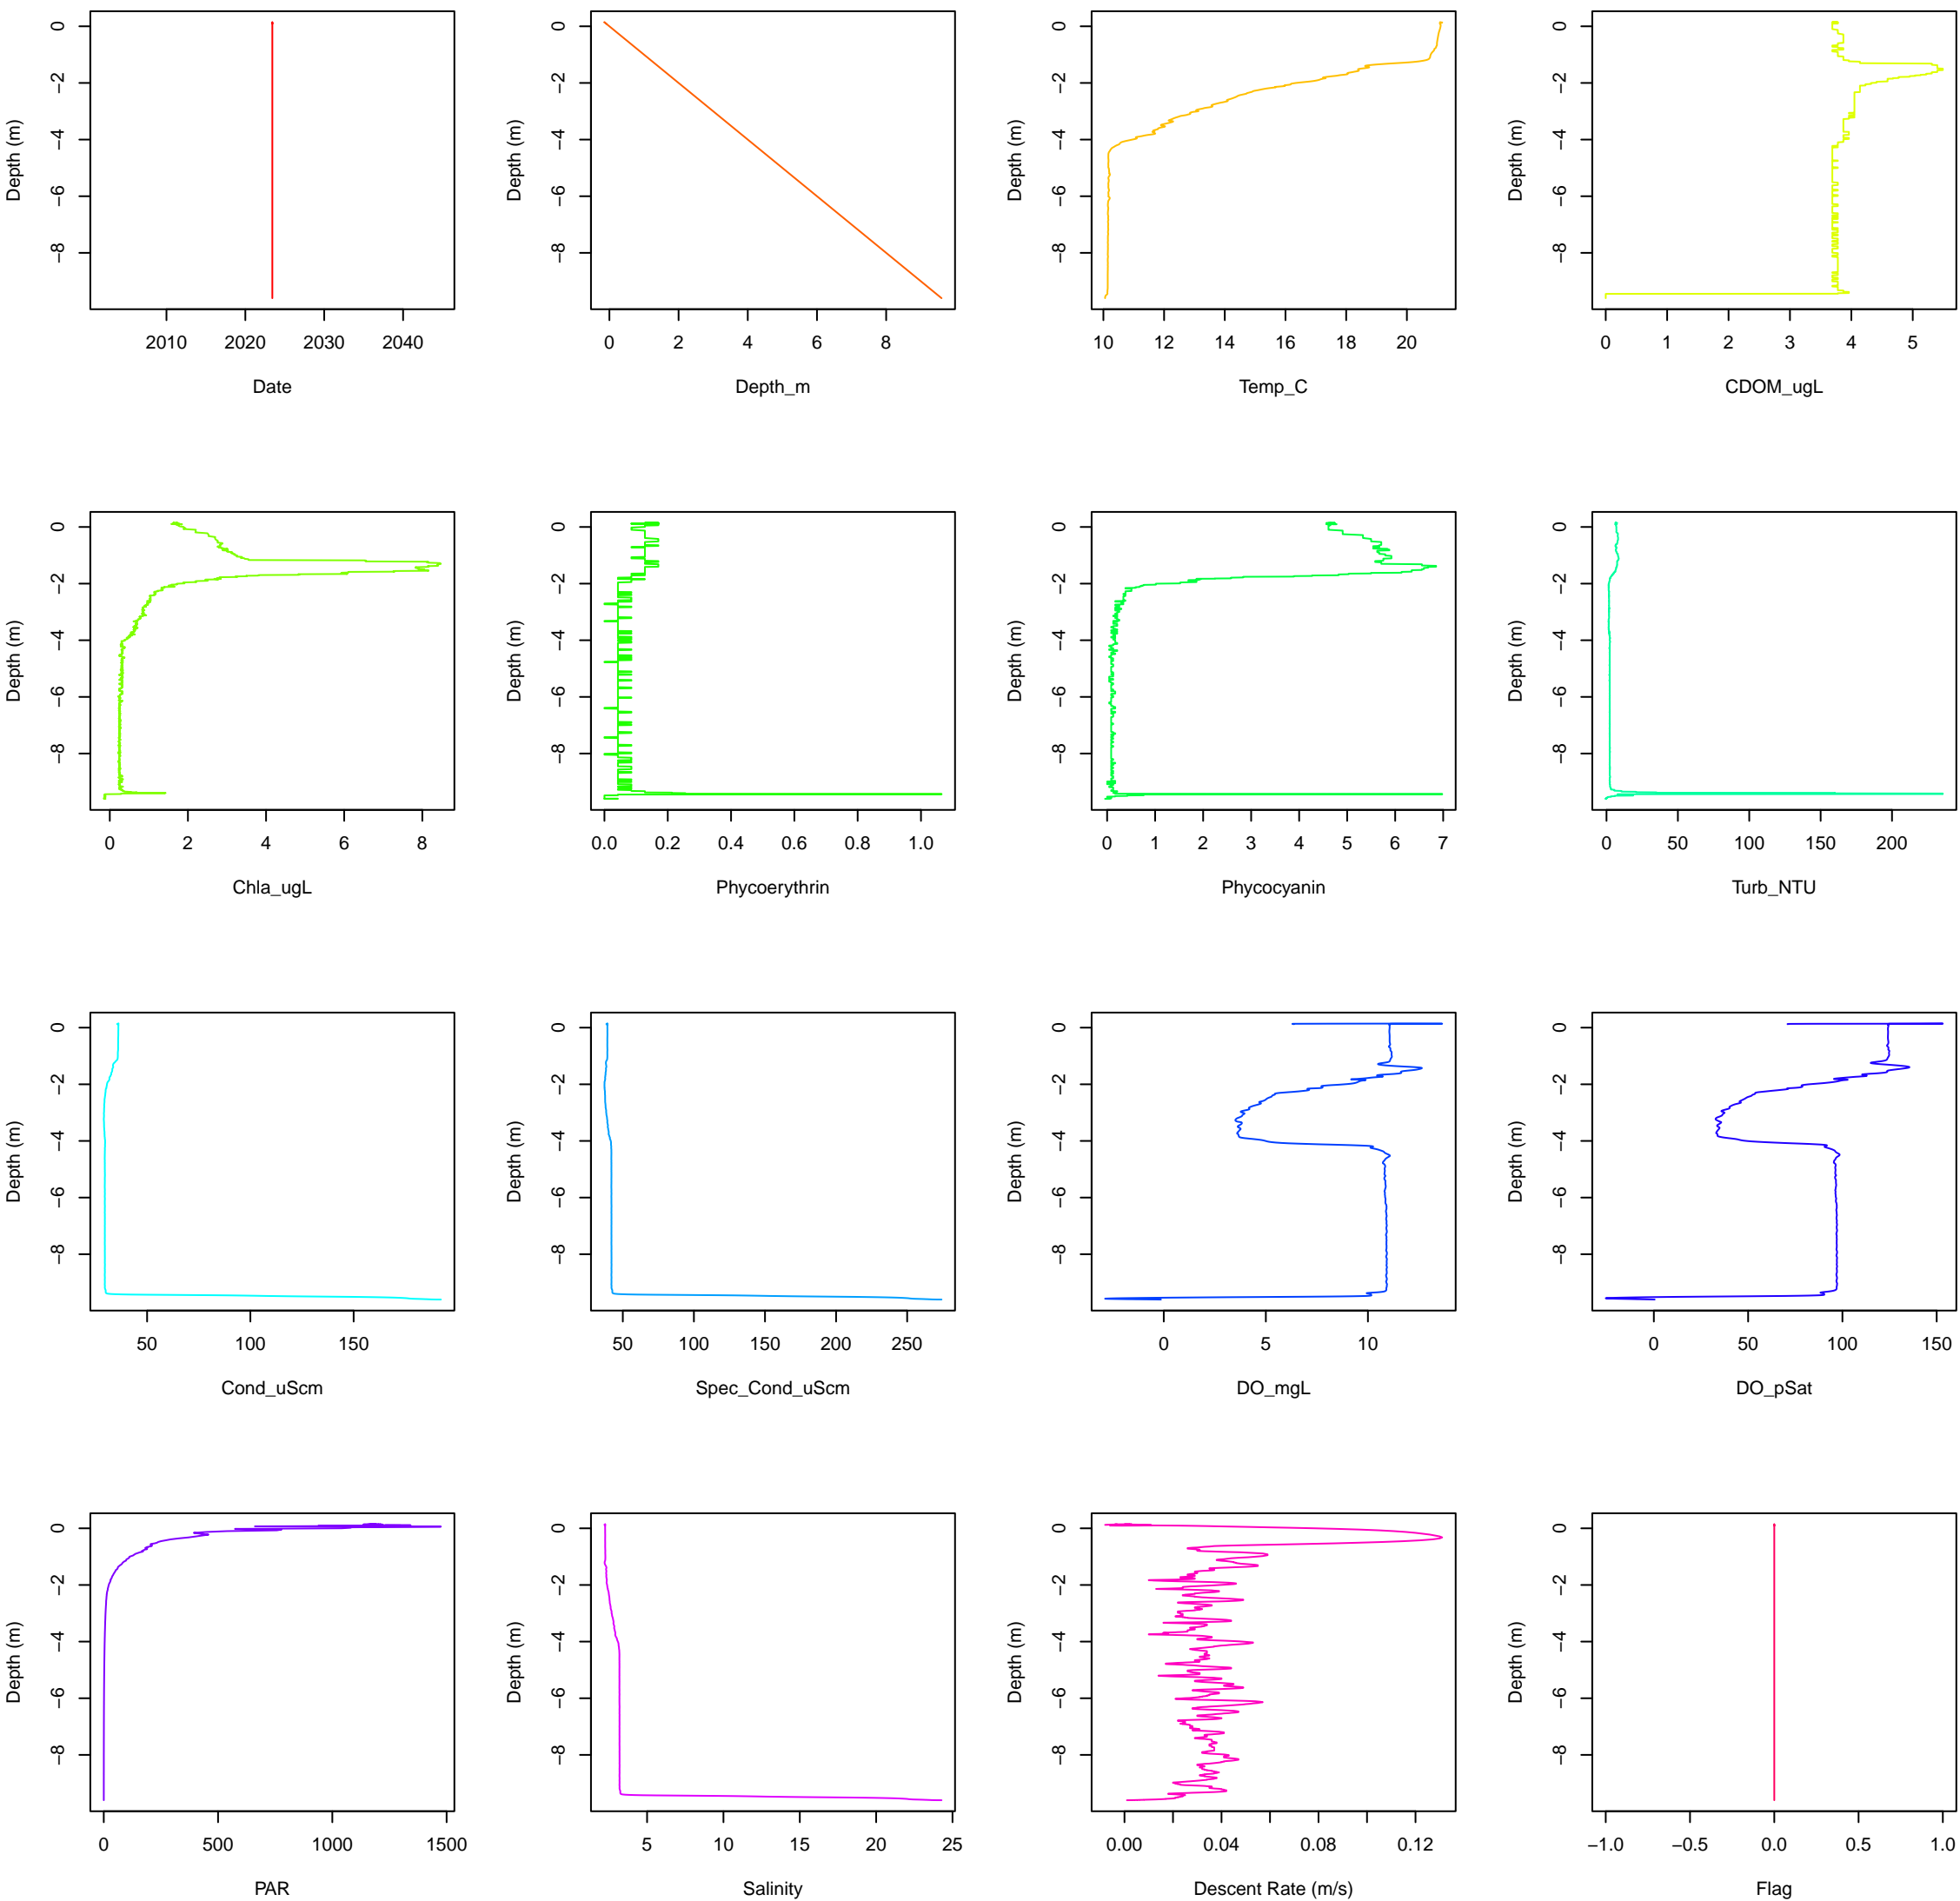 0 0 0 0
−2 −2 −2 −2
Depth (m) Depth (m) Depth (m) Depth (m)
−4 −4 −4 −4
−6 −6 −6 −6
−8 −8 −8 −8
2010 2020 2030 2040 0 2 4 6 8 10 12 14 16 18 20 0 1 2 3 4 5
Date Depth_m Temp_C CDOM_ugL
0 0 0 0
−2 −2 −2 −2
Depth (m) Depth (m) Depth (m) Depth (m)
−4 −4 −4 −4
−6 −6 −6 −6
−8 −8 −8 −8
0 2 4 6 8 0.0 0.2 0.4 0.6 0.8 1.0 0 1 2 3 4 5 6 7 0 50 100 150 200
Chla_ugL Phycoerythrin Phycocyanin Turb_NTU
0 0 0 0
−2 −2 −2 −2
Depth (m) Depth (m) Depth (m) Depth (m)
−4 −4 −4 −4
−6 −6 −6 −6
−8 −8 −8 −8
50 100 150 50 100 150 200 250 0 5 10 0 50 100 150
Cond_uScm Spec_Cond_uScm DO_mgL DO_pSat
0 0 0 0
−2 −2 −2 −2
Depth (m) Depth (m) Depth (m) Depth (m)
−4 −4 −4 −4
−6 −6 −6 −6
−8 −8 −8 −8
0 500 1000 1500 5 10 15 20 25 0.00 0.04 0.08 0.12 −1.0 −0.5 0.0 0.5 1.0
PAR Salinity Descent Rate (m/s) Flag